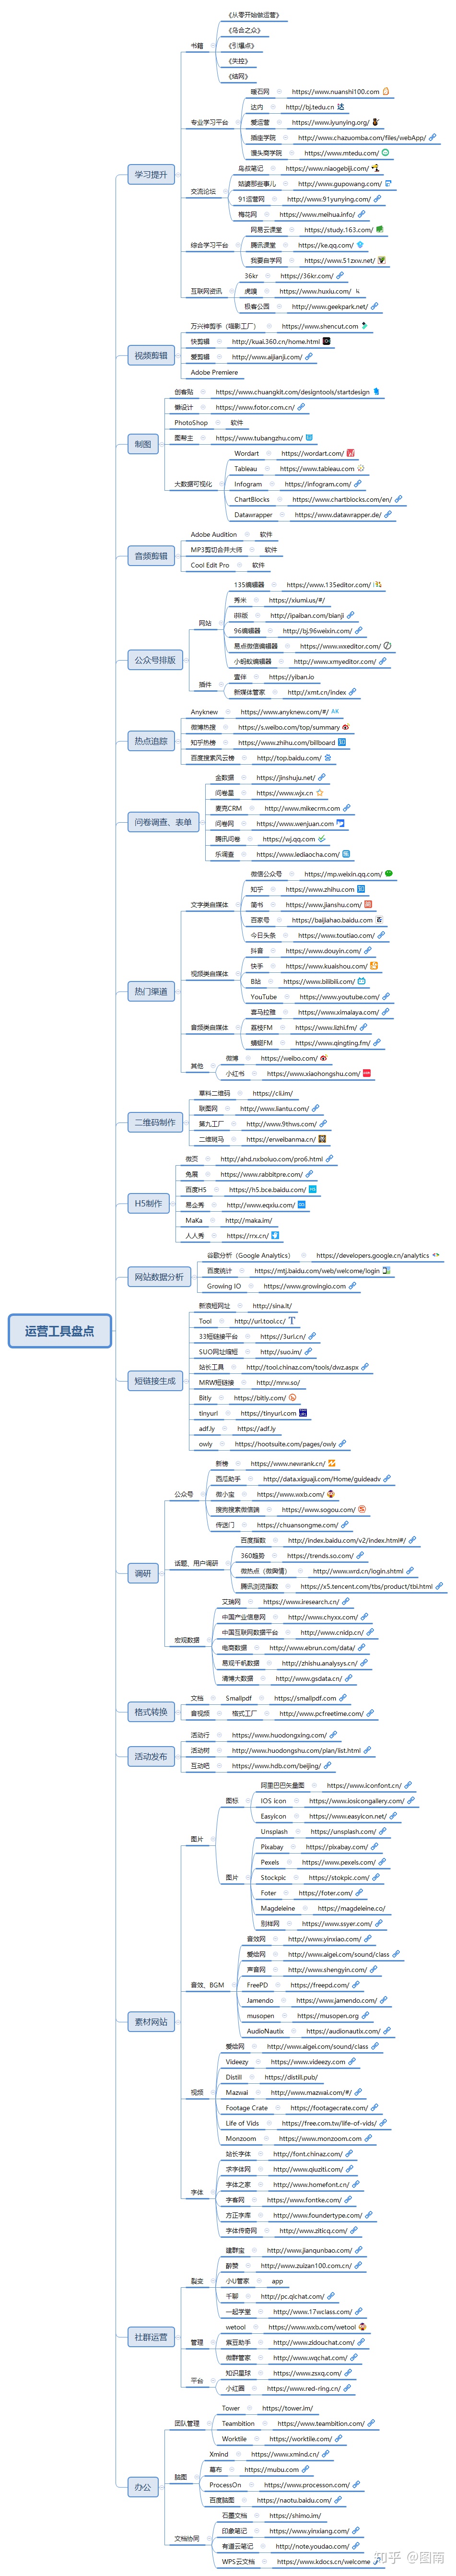 运营工具盘点
学习提升
书籍
《从零开始做运营》
《乌合之众》
《引爆点》
《失控》
《结网》
专业学习平台
暖石网 https://www.nuanshi100.com
达内 http://bj.tedu.cn
爱运营 https://www.iyunying.org/
插座学院 http://www.chazuomba.com/files/webApp/
馒头商学院 https://www.mtedu.com/
交流论坛
鸟叔笔记 https://www.niaogebiji.com/
姑婆那些事儿 http://www.gupowang.com/
91运营网 http://www.91yunying.com/
梅花网 https://www.meihua.info/
综合学习平台
网易云课堂 https://study.163.com/
腾讯课堂 https://ke.qq.com/
我要自学网 https://www.51zxw.net/
互联网资讯
36kr https://36kr.com/
虎嗅 https://www.huxiu.com/
极客公园 http://www.geekpark.net/
视频剪辑
万兴神剪手（喵影工厂） https://www.shencut.com
快剪辑 http://kuai.360.cn/home.html
爱剪辑 http://www.aijianji.com/
Adobe Premiere
制图
创客贴 https://www.chuangkit.com/designtools/startdesign
懒设计 https://www.fotor.com.cn/
PhotoShop 软件
图帮主 https://www.tubangzhu.com/
大数据可视化
Wordart https://wordart.com/
Tableau https://www.tableau.com
Infogram https://infogram.com/
ChartBlocks https://www.chartblocks.com/en/
Datawrapper https://www.datawrapper.de/
音频剪辑
Adobe Audition 软件
MP3剪切合并大师 软件
Cool Edit Pro 软件
公众号排版
网站
135编辑器 https://www.135editor.com/
秀米 https://xiumi.us/#/
i排版 http://ipaiban.com/bianji
96编辑器 http://bj.96weixin.com/
易点微信编辑器 https://www.wxeditor.com/
小蚂蚁编辑器 http://www.xmyeditor.com/
插件
壹伴 https://yiban.io
新媒体管家 http://xmt.cn/index
热点追踪
Anyknew https://www.anyknew.com/#/
微博热搜 https://s.weibo.com/top/summary
知乎热榜 https://www.zhihu.com/billboard
百度搜索风云榜 http://top.baidu.com/
问卷调查、表单
金数据 https://jinshuju.net/
问卷星 https://www.wjx.cn
麦克CRM http://www.mikecrm.com
问卷网 https://www.wenjuan.com
腾讯问卷 https://wj.qq.com
乐调查 https://www.lediaocha.com/
热门渠道
文字类自媒体
微信公众号 https://mp.weixin.qq.com/
知乎 https://www.zhihu.com
简书 https://www.jianshu.com/
百家号 https://baijiahao.baidu.com
今日头条 https://www.toutiao.com/
视频类自媒体
抖音 https://www.douyin.com/
快手 https://www.kuaishou.com/
B站 https://www.bilibili.com/
YouTube https://www.youtube.com/
音频类自媒体
喜马拉雅 https://www.ximalaya.com/
荔枝FM https://www.lizhi.fm/
蜻蜓FM https://www.qingting.fm/
其他
微博 https://weibo.com/
小红书 https://www.xiaohongshu.com/
二维码制作
草料二维码 https://cli.im/
联图网 http://www.liantu.com/
第九工厂 http://www.9thws.com/
二维斑马 https://erweibanma.cn/
H5制作
微页 http://ahd.nxboluo.com/pro6.html
兔展 https://www.rabbitpre.com/
百度H5 https://h5.bce.baidu.com/
易企秀 http://www.eqxiu.com/
MaKa http://maka.im/
人人秀 https://rrx.cn/
网站数据分析
谷歌分析（Google Analytics） https://developers.google.cn/analytics
百度统计 https://mtj.baidu.com/web/welcome/login
Growing IO https://www.growingio.com
短链接生成
新浪短网址 http://sina.lt/
Tool http://url.tool.cc/
33短链接平台 https://3url.cn/
SUO网址缩短 http://suo.im/
站长工具 http://tool.chinaz.com/tools/dwz.aspx
MRW短链接 http://mrw.so/
Bitly https://bitly.com/
tinyurl https://tinyurl.com
adf.ly https://adf.ly
owly https://hootsuite.com/pages/owly
调研
公众号
新榜 https://www.newrank.cn/
西瓜助手 http://data.xiguaji.com/Home/guideadv
微小宝 https://www.wxb.com/
搜狗搜索微信端 https://www.sogou.com/
传送门 https://chuansongme.com/
话题、用户调研
百度指数 http://index.baidu.com/v2/index.html#/
360趋势 https://trends.so.com/
微热点（微舆情） http://www.wrd.cn/login.shtml
腾讯浏览指数 https://x5.tencent.com/tbs/product/tbi.html
宏观数据
艾瑞网 https://www.iresearch.cn/
中国产业信息网 http://www.chyxx.com/
中国互联网数据平台 http://www.cnidp.cn/
电商数据 http://www.ebrun.com/data/
易观千帆数据 http://zhishu.analysys.cn/
清博大数据 http://www.gsdata.cn/
格式转换
文档 Smallpdf https://smallpdf.com
音视频 格式工厂 http://www.pcfreetime.com/
活动发布
活动行 https://www.huodongxing.com/
活动树 http://www.huodongshu.com/plan/list.html
互动吧 https://www.hdb.com/beijing/
素材网站
图片
图标
阿里巴巴矢量图 https://www.iconfont.cn/
IOS icon https://www.iosicongallery.com/
Easyicon https://www.easyicon.net/
图片
Unsplash https://unsplash.com/
Pixabay https://pixabay.com/
Pexels https://www.pexels.com/
Stockpic https://stokpic.com/
Foter https://foter.com/
Magdeleine https://magdeleine.co/
别样网 https://www.ssyer.com/
音效、BGM
音效网 http://www.yinxiao.com/
爱给网 http://www.aigei.com/sound/class
声音网 http://www.shengyin.com/
FreePD https://freepd.com/
Jamendo https://www.jamendo.com/
musopen https://musopen.org
AudioNautix https://audionautix.com/
视频
爱给网 http://www.aigei.com/sound/class
Videezy https://www.videezy.com
Distill https://distill.pub/
Mazwai http://www.mazwai.com/#/
Footage Crate https://footagecrate.com/
Life of Vids https://free.com.tw/life-of-vids/
Monzoom https://www.monzoom.com
字体
站长字体 http://font.chinaz.com/
求字体网 http://www.qiuziti.com/
字体之家 http://www.homefont.cn/
字客网 https://www.fontke.com/
方正字库 http://www.foundertype.com/
字体传奇网 http://www.ziticq.com/
社群运营
裂变
建群宝 http://www.jianqunbao.com/
醉赞 http://www.zuizan100.com.cn/
小U管家 app
千聊 http://pc.qlchat.com/
一起学堂 http://www.17wclass.com/
管理
wetool https://www.wxb.com/wetool
紫豆助手 http://www.zidouchat.com/
微群管家 http://www.wqchat.com/
平台
知识星球 https://www.zsxq.com/
小红圈 https://www.red-ring.cn/
办公
团队管理
Tower https://tower.im/
Teambition https://www.teambition.com/
Worktile https://worktile.com/
脑图
Xmind https://www.xmind.cn/
幕布 https://mubu.com
ProcessOn https://www.processon.com/
百度脑图 https://naotu.baidu.com/
文档协同
石墨文档 https://shimo.im/
印象笔记 https://www.yinxiang.com/
有道云笔记 http://note.youdao.com/
WPS云文档 https://www.kdocs.cn/welcome
知乎 @图南